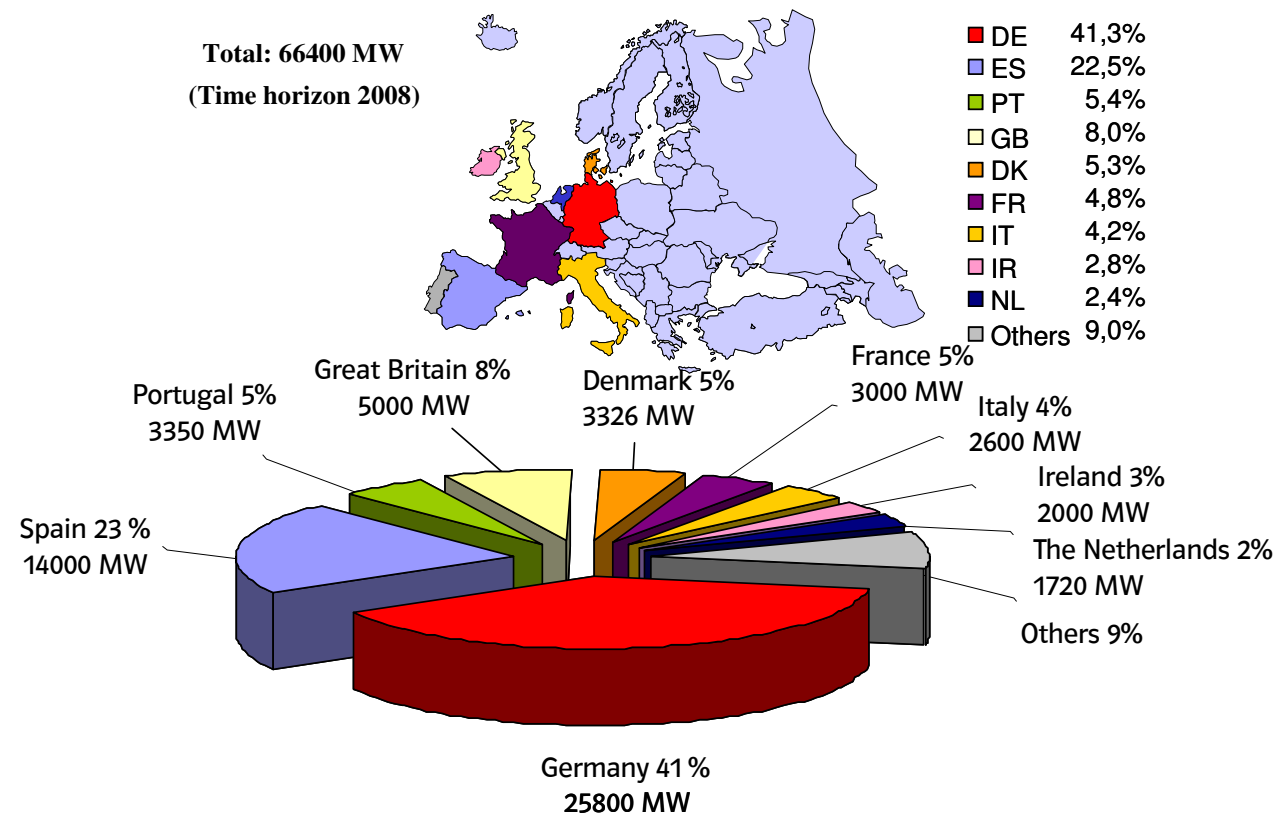 Total: 66400 MW
(Time horizon 2008)
DE 41,3%
ES 22,5%
PT 5,4%
GB 8,0%
DK 5,3%
FR 4,8%
IT 4,2%
IR 2,8%
NL 2,4%
Others 9,0%
Portugal 5%
3350 MW
Great Britain 8%
5000 MW
Denmark 5%
3326 MW
France 5%
3000 MW
Italy 4%
2600 MW
Ireland 3%
2000 MW
The Netherlands 2%
1720 MW
Others 9%
Spain 23 %
14000 MW
Germany 41 %
25800 MW